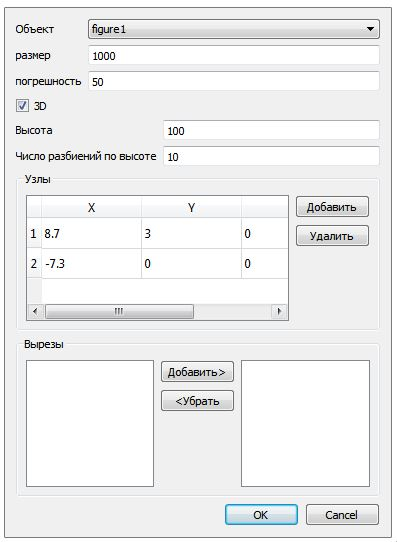 Объект figure1
размер 1000
погрешность 50
3D
Высота 100
Число разбиений по высоте 10
Узлы
X Y
1 8.7 3 0
2 -7.3 0 0
Добавить
Удалить
Вырезы
Добавить>
<Убрать
OK Cancel